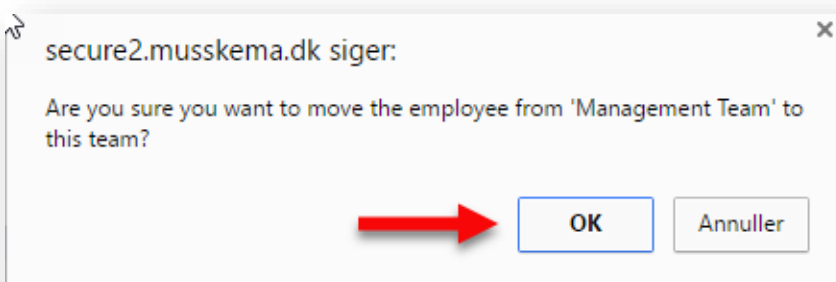 secure2.musskema.dk siger:
Are you sure you want to move the employee from 'Management Team' to
this team?
OK
Annuller